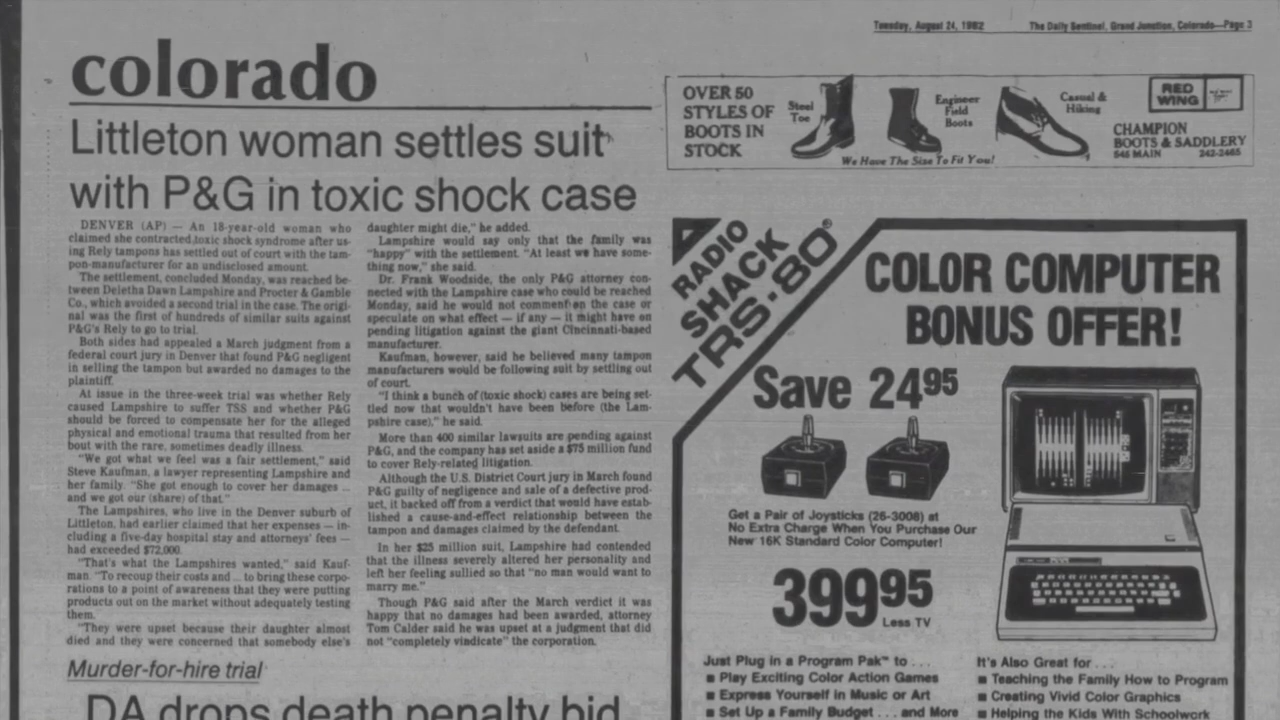 Tuesday, August 24, 1982 The Daily Sentinel, Grand Junction, Colorado—Page 3
colorado
Littleton woman settles suit
with P&G in toxic shock case
DENVER (AP) — An 18-year-old woman who
claimed she contracted toxic shock syndrome after us-
ing Rely tampons has settled out of court with the tam-
pon-manufacturer for an undisclosed amount.
The settlement, concluded Monday, was reached be-
tween Deletha Dawn Lampshire and Procter & Gamble
Co., which avoided a second trial in the case. The origi-
nal was the first of hundreds of similar suits against
P&G's Rely to go to trial.
Both sides had appealed a March judgment from a
federal court jury in Denver that found P&G negligent
in selling the tampon but awarded no damages to the
plaintiff.
At issue in the three-week trial was whether Rely
caused Lampshire to suffer TSS and whether P&G
should be forced to compensate her for the alleged
physical and emotional trauma that resulted from her
bout with the rare, sometimes deadly illness.
"We got what we feel was a fair settlement," said
Steve Kaufman, a lawyer representing Lampshire and
her family. "She got enough to cover her damages ...
and we got our (share) of that."
The Lampshires, who live in the Denver suburb of
Littleton, had earlier claimed that her expenses — in-
cluding a five-day hospital stay and attorneys' fees —
had exceeded $72,000.
"That's what the Lampshires wanted," said Kauf-
man. "To recoup their costs and ... to bring these corpo-
rations to a point of awareness that they were putting
products out on the market without adequately testing
them.
"They were upset because their daughter almost
died and they were concerned that somebody else's
daughter might die," he added.
Lampshire would say only that the family was
"happy" with the settlement. "At least we have some-
thing now," she said.
Dr. Frank Woodside, the only P&G attorney con-
nected with the Lampshire case who could be reached
Monday, said he would not comment on the case or
speculate on what effect — if any — it might have on
pending litigation against the giant Cincinnati-based
manufacturer.
Kaufman, however, said he believed many tampon
manufacturers would be following suit by settling out
of court.
"I think a bunch of (toxic shock) cases are being set-
tled now that wouldn't have been before (the Lam-
pshire case)," he said.
More than 400 similar lawsuits are pending against
P&G, and the company has set aside a $75 million fund
to cover Rely-related litigation.
Although the U.S. District Court jury in March found
P&G guilty of negligence and sale of a defective prod-
uct, it backed off from a verdict that would have estab-
lished a cause-and-effect relationship between the
tampon and damages claimed by the defendant.
In her $25 million suit, Lampshire had contended
that the illness severely altered her personality and
left her feeling sullied so that "no man would want to
marry me."
Though P&G said after the March verdict it was
happy that no damages had been awarded, attorney
Tom Calder said he was upset at a judgment that did
not "completely vindicate" the corporation.
Murder-for-hire trial
DA drops death penalty bid
OVER 50
STYLES OF
BOOTS IN
STOCK
Steel
Toe
Engineer
Field
Boots
Casual &
Hiking
We Have The Size To Fit You!
RED
WING
CHAMPION
BOOTS & SADDLERY
545 MAIN 242-2465
RADIO
SHACK
TRS-80®
COLOR COMPUTER
BONUS OFFER!
Save 2495
Get a Pair of Joysticks (26-3008) at
No Extra Charge When You Purchase Our
New 16K Standard Color Computer!
39995
Less TV
Just Plug in a Program Pak™ to . . .
■ Play Exciting Color Action Games
■ Express Yourself in Music or Art
■ Set Up a Family Budget . . . and More
It's Also Great for . . .
■ Teaching the Family How to Program
■ Creating Vivid Color Graphics
■ Helping the Kids With Schoolwork